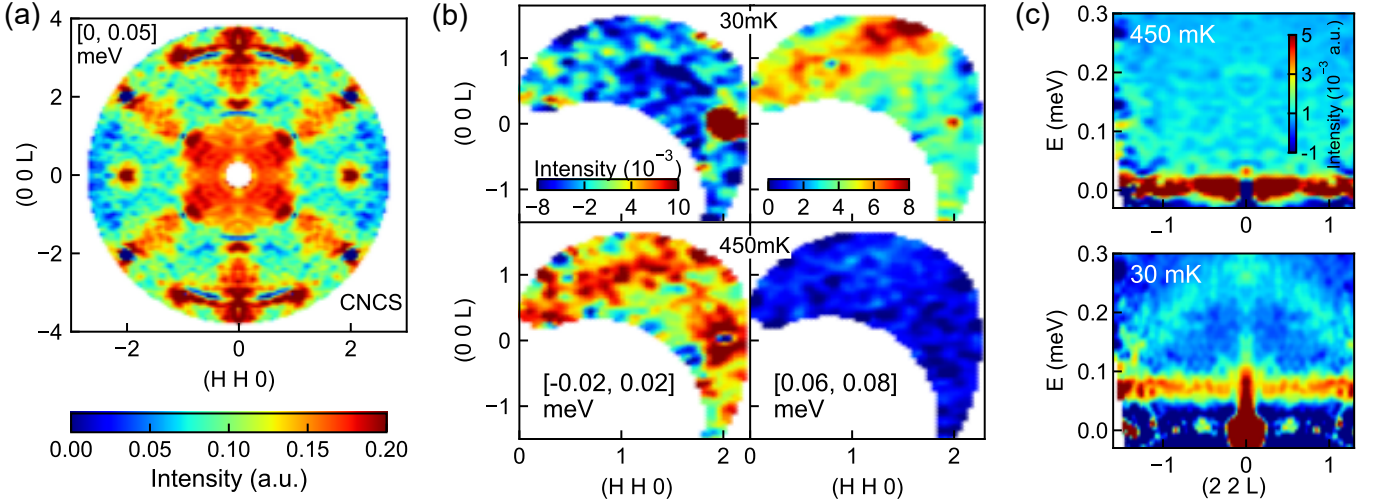 (a)
[0, 0.05]
meV
4
2
0
−2
−4
(0 0 L)
CNCS
−2
0
2
(H H 0)
0.00
0.05
0.10
0.15
0.20
Intensity (a.u.)
(b)
30mK
1
0
−1
(0 0 L)
Intensity (10⁻³)
−8
−2
4
10
0
2
4
6
8
450mK
1
0
−1
(0 0 L)
[-0.02, 0.02]
meV
[0.06, 0.08]
meV
0
1
2
0
1
2
(H H 0)
(H H 0)
(c)
450 mK
0.3
0.2
0.1
0.0
E (meV)
5
3
1
-1
Intensity (10⁻³ a.u.)
−1
0
1
30 mK
0.3
0.2
0.1
0.0
E (meV)
−1
0
1
(2 2 L)